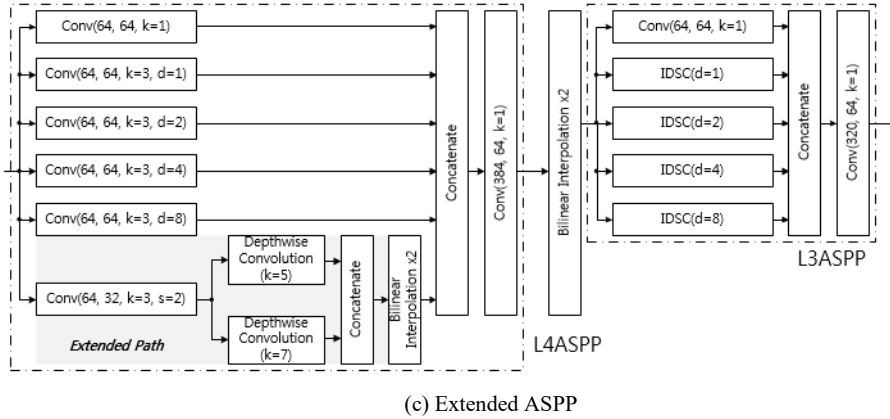 Conv(64, 64, k=1)
Conv(64, 64, k=3, d=1)
Conv(64, 64, k=3, d=2)
Conv(64, 64, k=3, d=4)
Conv(64, 64, k=3, d=8)
Conv(64, 32, k=3, s=2)
Extended Path
Depthwise
Convolution
(k=5)
Depthwise
Convolution
(k=7)
Concatenate
Bilinear
Interpolation x2
Concatenate
Conv(384, 64, k=1)
L4ASPP
Bilinear Interpolation x2
Conv(64, 64, k=1)
IDSC(d=1)
IDSC(d=2)
IDSC(d=4)
IDSC(d=8)
Concatenate
Conv(320, 64, k=1)
L3ASPP
(c) Extended ASPP